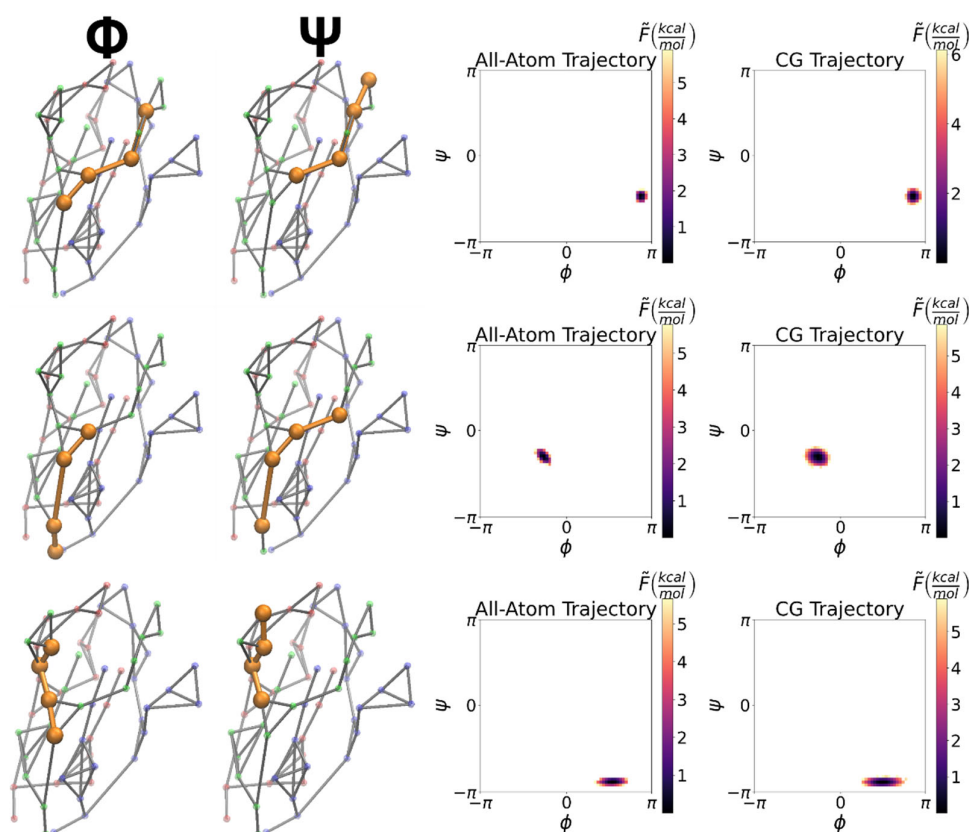 Φ Ψ
F̃(kcal/mol) F̃(kcal/mol)
All-Atom Trajectory CG Trajectory
π 5 π 6
4
ψ 0 3 ψ 0 4
2 2
1
−π −π
−π 0 π −π 0 π
ϕ ϕ
F̃(kcal/mol) F̃(kcal/mol)
All-Atom Trajectory CG Trajectory
π 5 π 5
4 4
ψ 0 3 ψ 0 3
2 2
1 1
−π −π
−π 0 π −π 0 π
ϕ ϕ
F̃(kcal/mol) F̃(kcal/mol)
All-Atom Trajectory CG Trajectory
π 5 π 5
4 4
ψ 0 3 ψ 0 3
2 2
1 1
−π −π
−π 0 π −π 0 π
ϕ ϕ